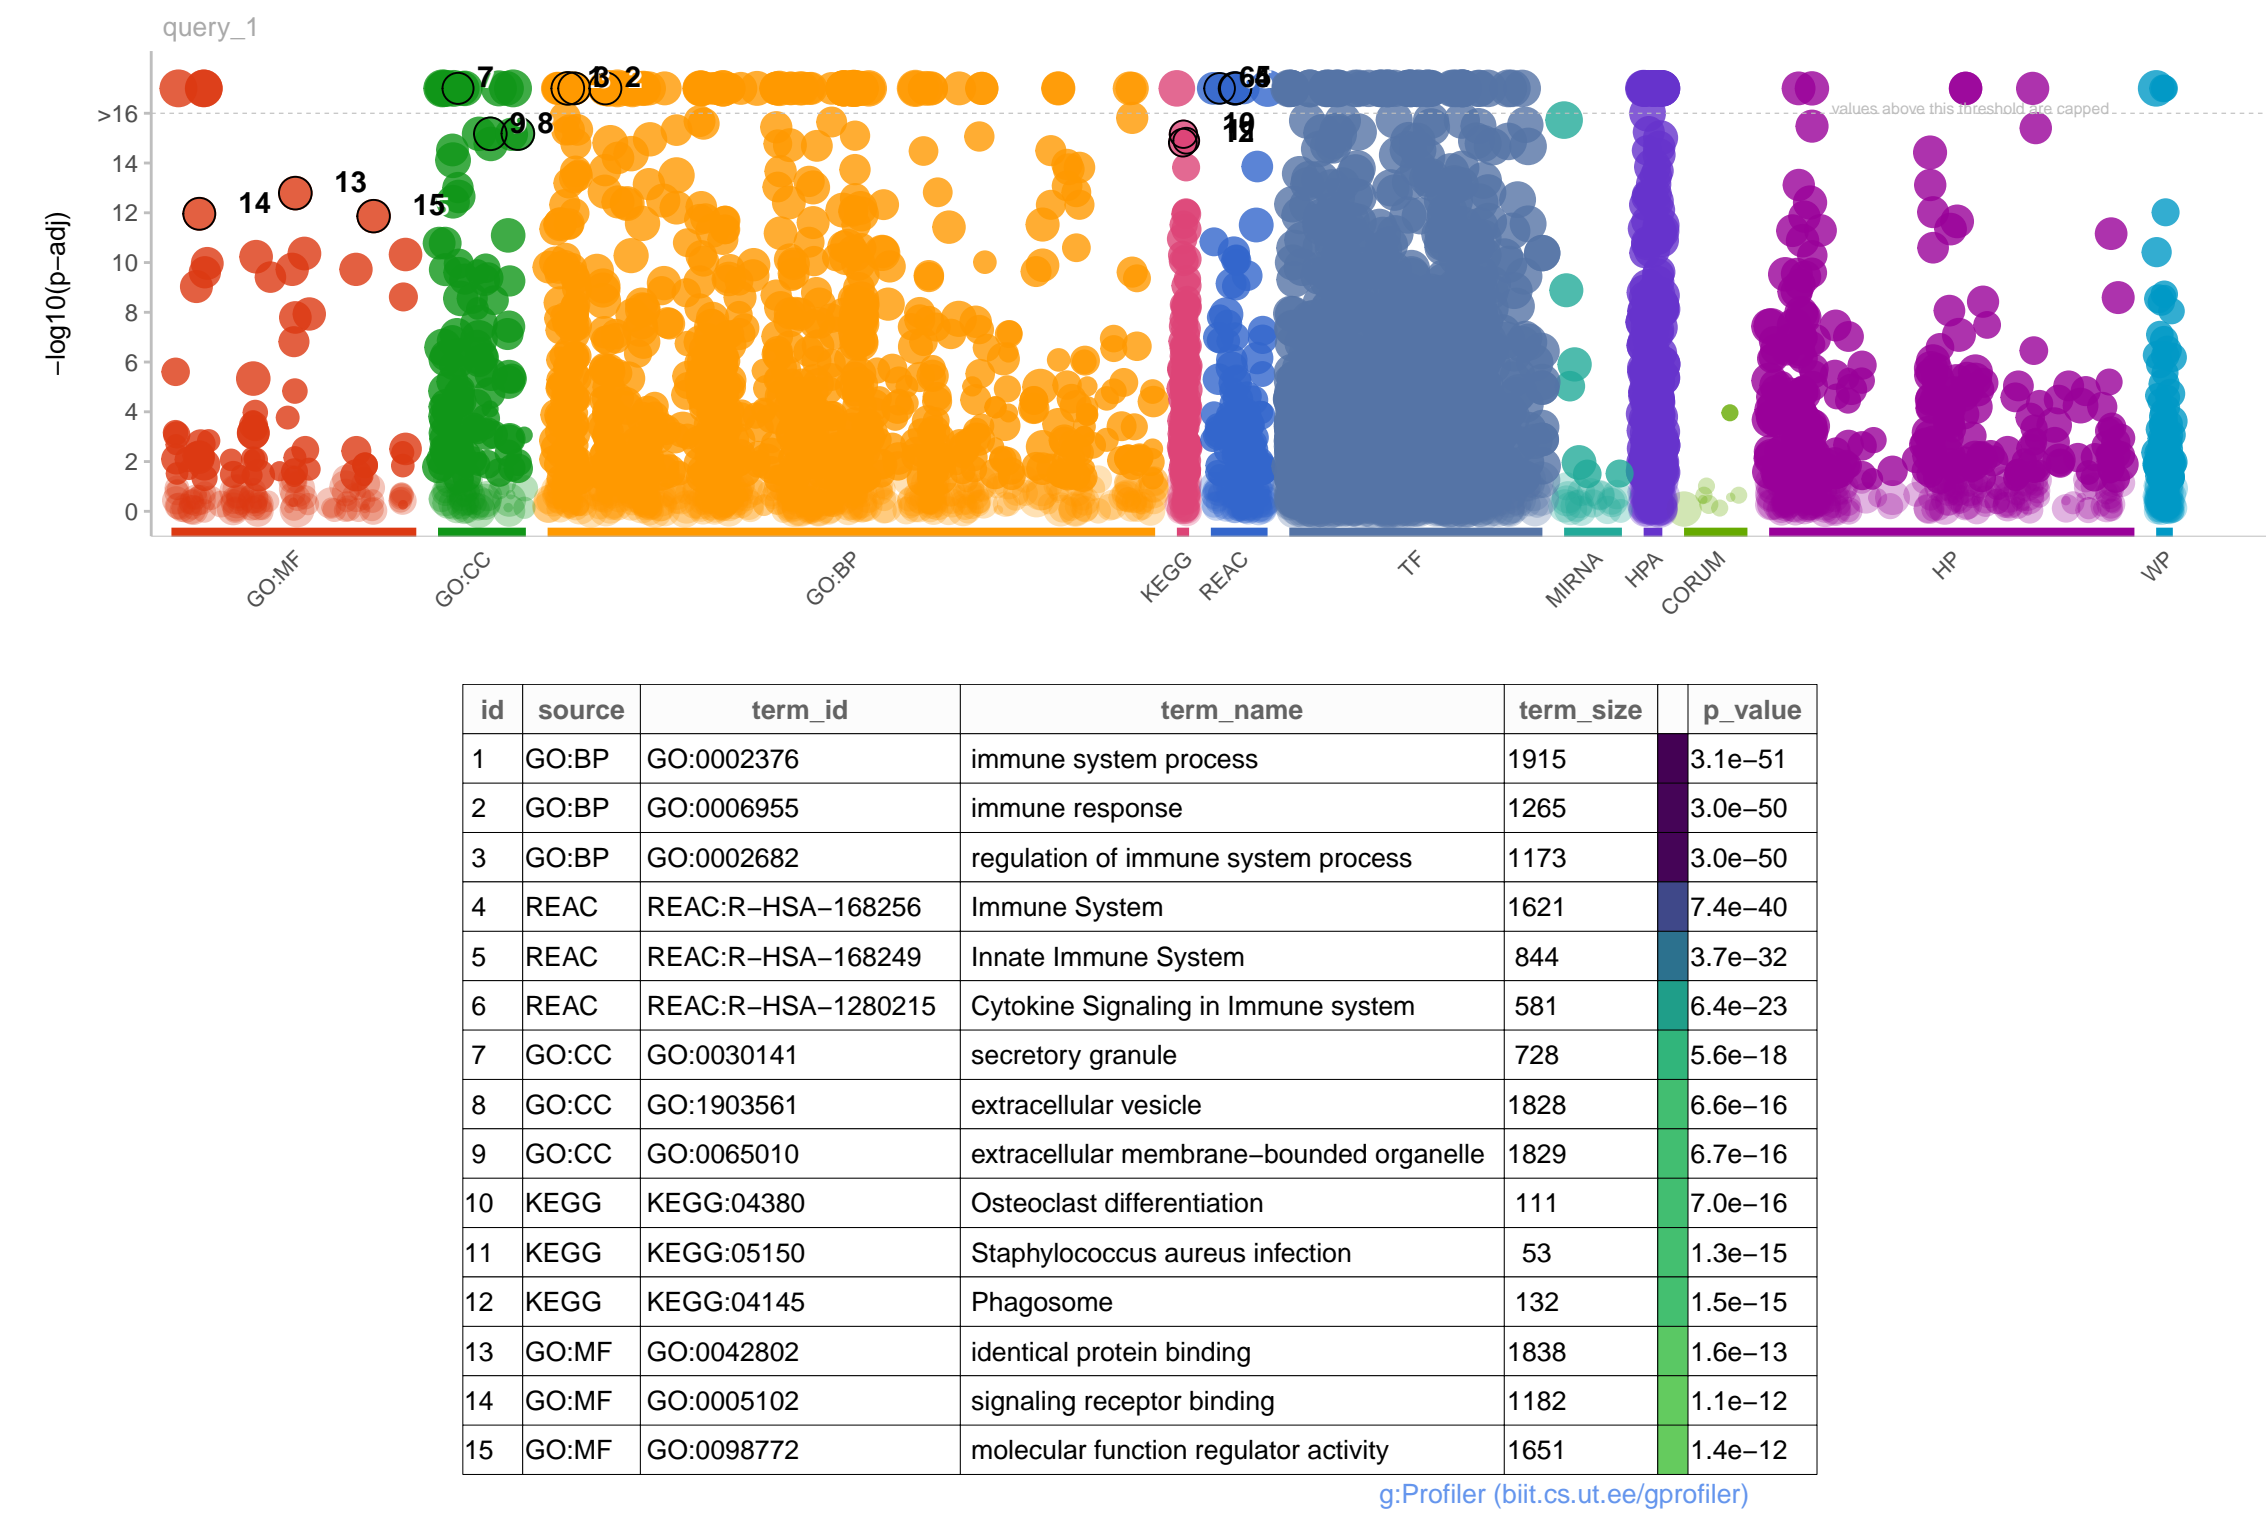 query_1
values above this threshold are capped
>16
14
12
10
8
6
4
2
0
−log10(p−adj)
7
3
2
9
8
14
13
15
GO:MF
GO:CC
GO:BP
KEGG
REAC
TF
MIRNA
HPA
CORUM
HP
WP
id source term_id term_name term_size p_value
1 GO:BP GO:0002376 immune system process 1915 3.1e−51
2 GO:BP GO:0006955 immune response 1265 3.0e−50
3 GO:BP GO:0002682 regulation of immune system process 1173 3.0e−50
4 REAC REAC:R−HSA−168256 Immune System 1621 7.4e−40
5 REAC REAC:R−HSA−168249 Innate Immune System 844 3.7e−32
6 REAC REAC:R−HSA−1280215 Cytokine Signaling in Immune system 581 6.4e−23
7 GO:CC GO:0030141 secretory granule 728 5.6e−18
8 GO:CC GO:1903561 extracellular vesicle 1828 6.6e−16
9 GO:CC GO:0065010 extracellular membrane−bounded organelle 1829 6.7e−16
10 KEGG KEGG:04380 Osteoclast differentiation 111 7.0e−16
11 KEGG KEGG:05150 Staphylococcus aureus infection 53 1.3e−15
12 KEGG KEGG:04145 Phagosome 132 1.5e−15
13 GO:MF GO:0042802 identical protein binding 1838 1.6e−13
14 GO:MF GO:0005102 signaling receptor binding 1182 1.1e−12
15 GO:MF GO:0098772 molecular function regulator activity 1651 1.4e−12
g:Profiler (biit.cs.ut.ee/gprofiler)